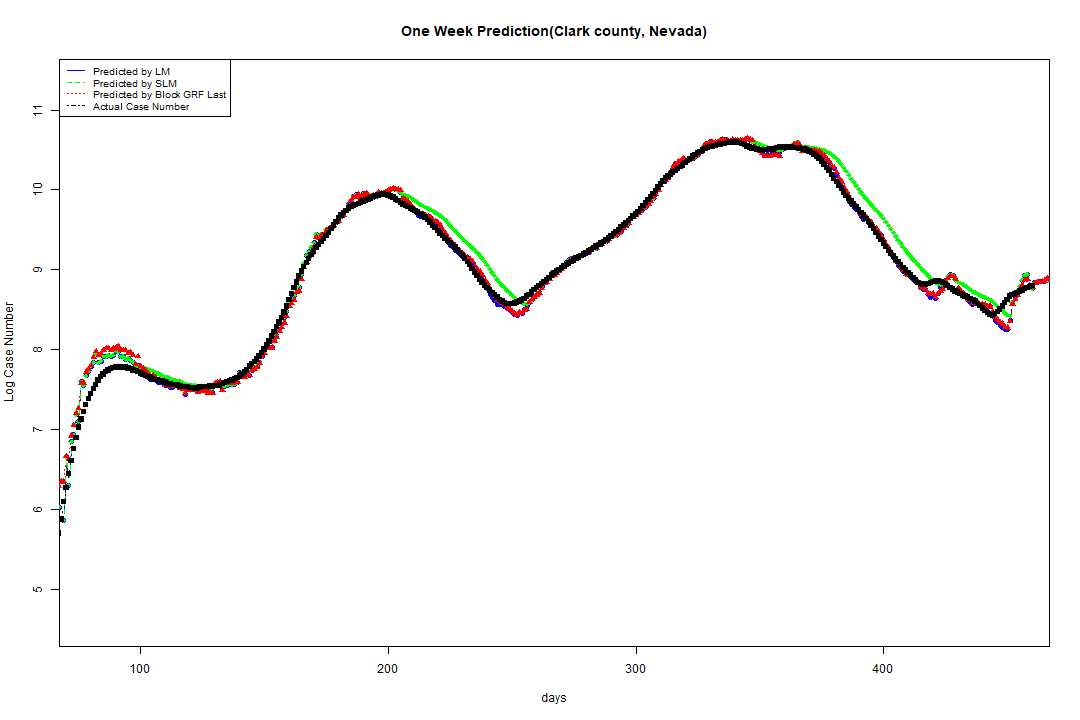 One Week Prediction(Clark county, Nevada)
Predicted by LM
Predicted by SLM
Predicted by Block GRF Last
Actual Case Number
11
10
9
8
7
6
5
Log Case Number
100
200
300
400
days